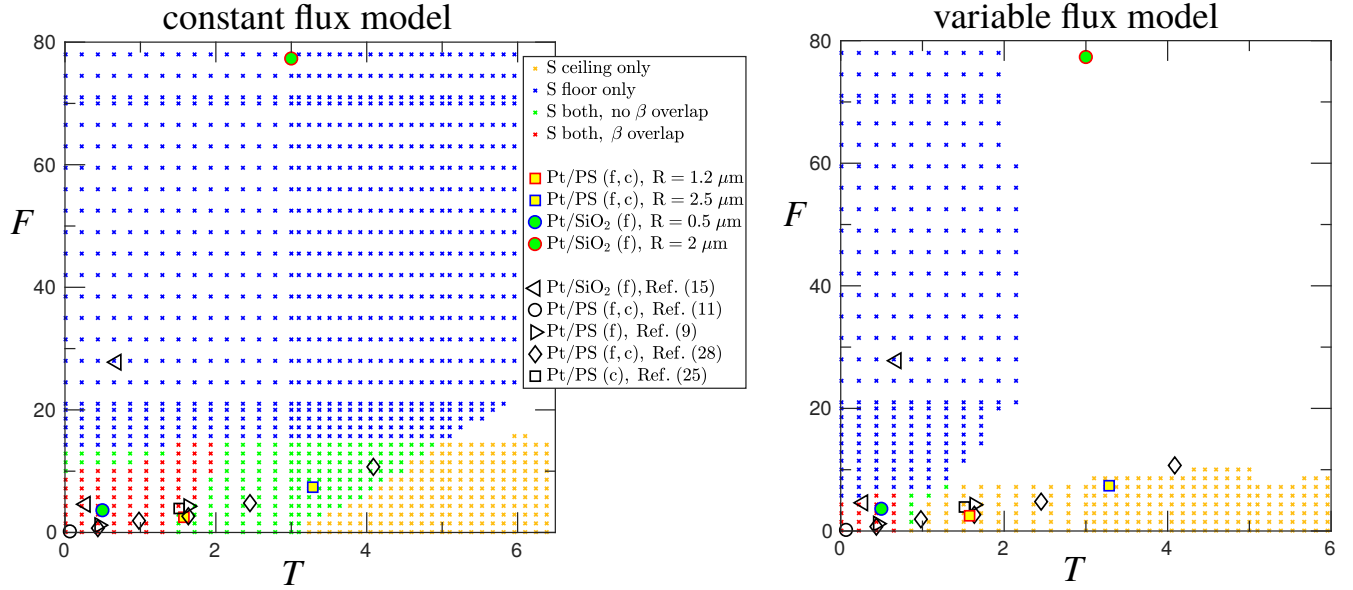 constant flux model
variable flux model
80
60
40
20
0
F
0
2
4
6
T
S ceiling only
S floor only
S both, no β overlap
S both, β overlap
Pt/PS (f, c), R = 1.2 μm
Pt/PS (f, c), R = 2.5 μm
Pt/SiO₂ (f), R = 0.5 μm
Pt/SiO₂ (f), R = 2 μm
Pt/SiO₂ (f), Ref. (15)
Pt/PS (f, c), Ref. (11)
Pt/PS (f), Ref. (9)
Pt/PS (f, c), Ref. (28)
Pt/PS (c), Ref. (25)
80
60
40
20
0
F
0
2
4
6
T